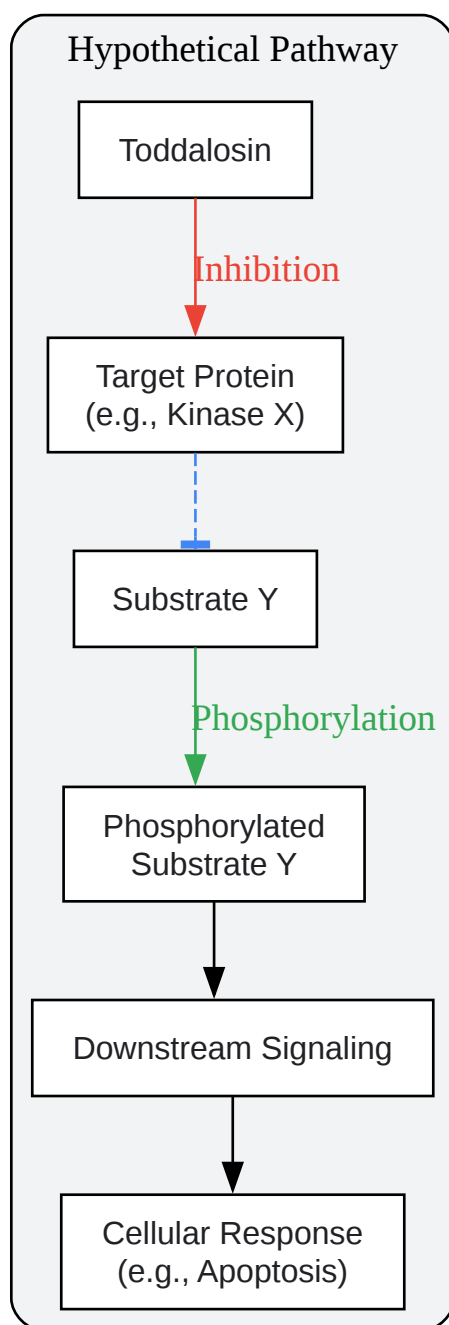 Hypothetical Pathway
Toddalosin
Inhibition
Target Protein
(e.g., Kinase X)
Substrate Y
Phosphorylation
Phosphorylated
Substrate Y
Downstream Signaling
Cellular Response
(e.g., Apoptosis)